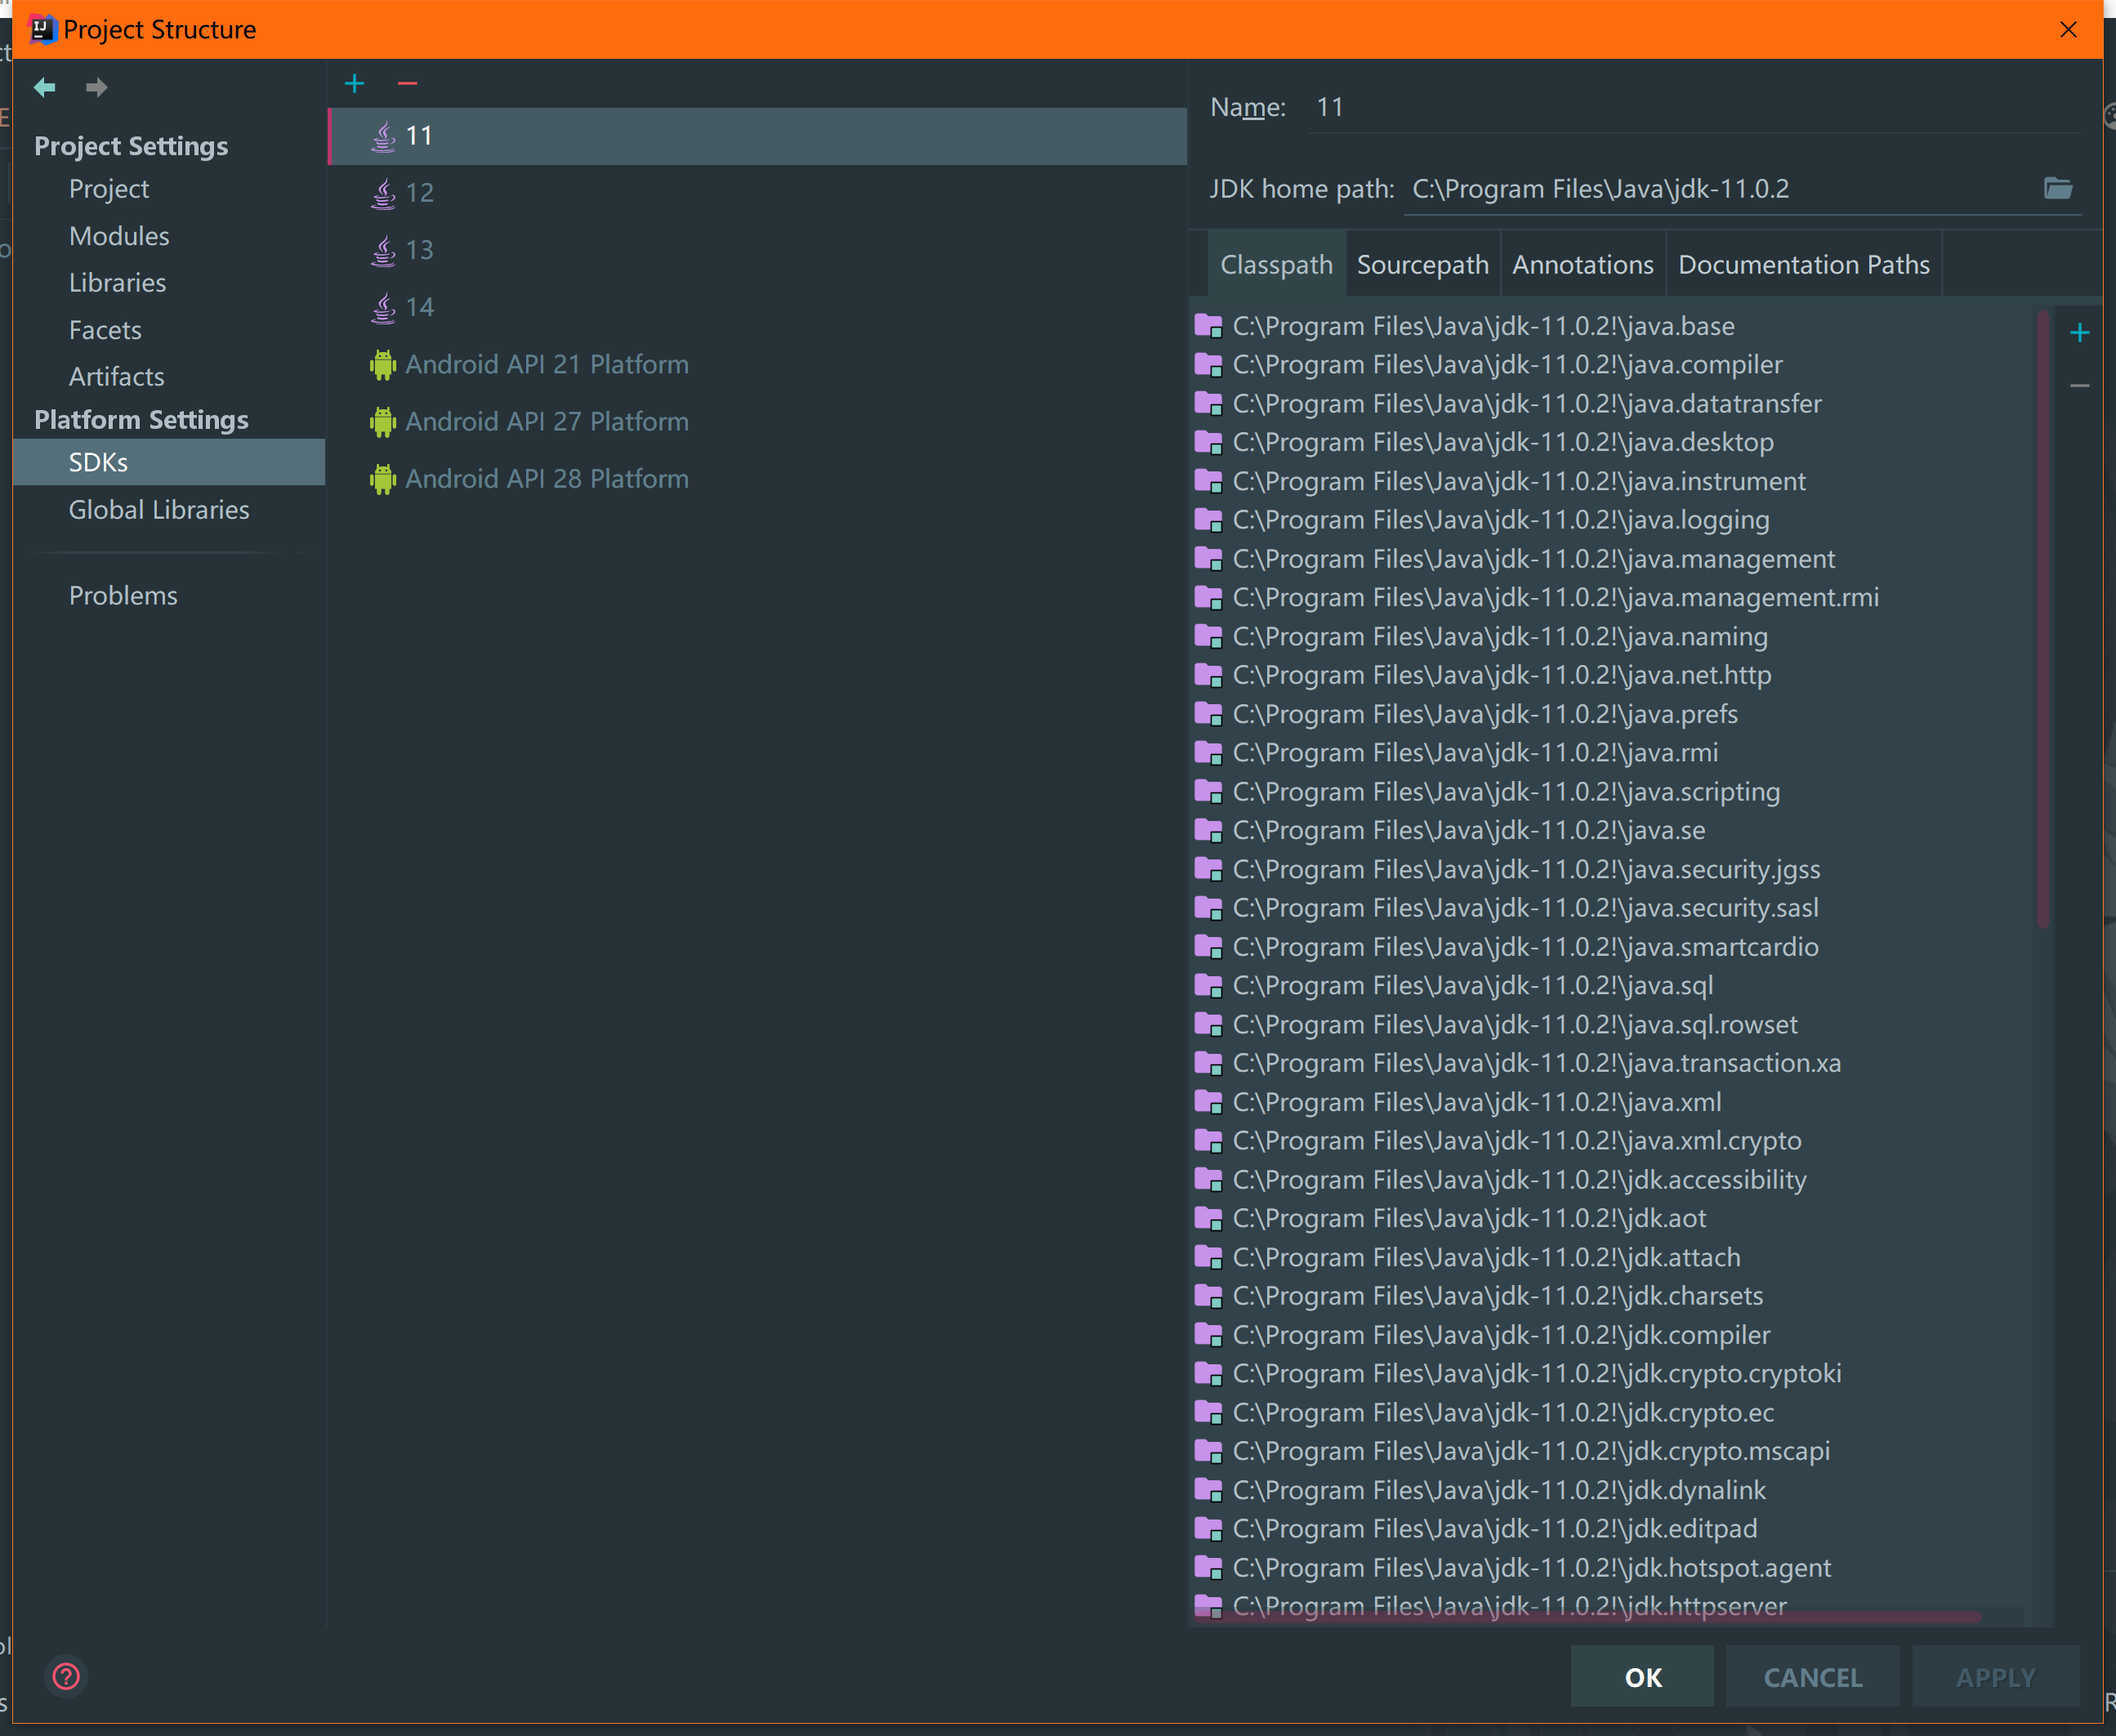 Project Structure
Project Settings
Project
Modules
Libraries
Facets
Artifacts
Platform Settings
SDKs
Global Libraries
Problems
11
12
13
14
Android API 21 Platform
Android API 27 Platform
Android API 28 Platform
Name: 11
JDK home path: C:\Program Files\Java\jdk-11.0.2
Classpath Sourcepath Annotations Documentation Paths
C:\Program Files\Java\jdk-11.0.2!\java.base
C:\Program Files\Java\jdk-11.0.2!\java.compiler
C:\Program Files\Java\jdk-11.0.2!\java.datatransfer
C:\Program Files\Java\jdk-11.0.2!\java.desktop
C:\Program Files\Java\jdk-11.0.2!\java.instrument
C:\Program Files\Java\jdk-11.0.2!\java.logging
C:\Program Files\Java\jdk-11.0.2!\java.management
C:\Program Files\Java\jdk-11.0.2!\java.management.rmi
C:\Program Files\Java\jdk-11.0.2!\java.naming
C:\Program Files\Java\jdk-11.0.2!\java.net.http
C:\Program Files\Java\jdk-11.0.2!\java.prefs
C:\Program Files\Java\jdk-11.0.2!\java.rmi
C:\Program Files\Java\jdk-11.0.2!\java.scripting
C:\Program Files\Java\jdk-11.0.2!\java.se
C:\Program Files\Java\jdk-11.0.2!\java.security.jgss
C:\Program Files\Java\jdk-11.0.2!\java.security.sasl
C:\Program Files\Java\jdk-11.0.2!\java.smartcardio
C:\Program Files\Java\jdk-11.0.2!\java.sql
C:\Program Files\Java\jdk-11.0.2!\java.sql.rowset
C:\Program Files\Java\jdk-11.0.2!\java.transaction.xa
C:\Program Files\Java\jdk-11.0.2!\java.xml
C:\Program Files\Java\jdk-11.0.2!\java.xml.crypto
C:\Program Files\Java\jdk-11.0.2!\jdk.accessibility
C:\Program Files\Java\jdk-11.0.2!\jdk.aot
C:\Program Files\Java\jdk-11.0.2!\jdk.attach
C:\Program Files\Java\jdk-11.0.2!\jdk.charsets
C:\Program Files\Java\jdk-11.0.2!\jdk.compiler
C:\Program Files\Java\jdk-11.0.2!\jdk.crypto.cryptoki
C:\Program Files\Java\jdk-11.0.2!\jdk.crypto.ec
C:\Program Files\Java\jdk-11.0.2!\jdk.crypto.mscapi
C:\Program Files\Java\jdk-11.0.2!\jdk.dynalink
C:\Program Files\Java\jdk-11.0.2!\jdk.editpad
C:\Program Files\Java\jdk-11.0.2!\jdk.hotspot.agent
C:\Program Files\Java\jdk-11.0.2!\jdk.httpserver
OK CANCEL APPLY